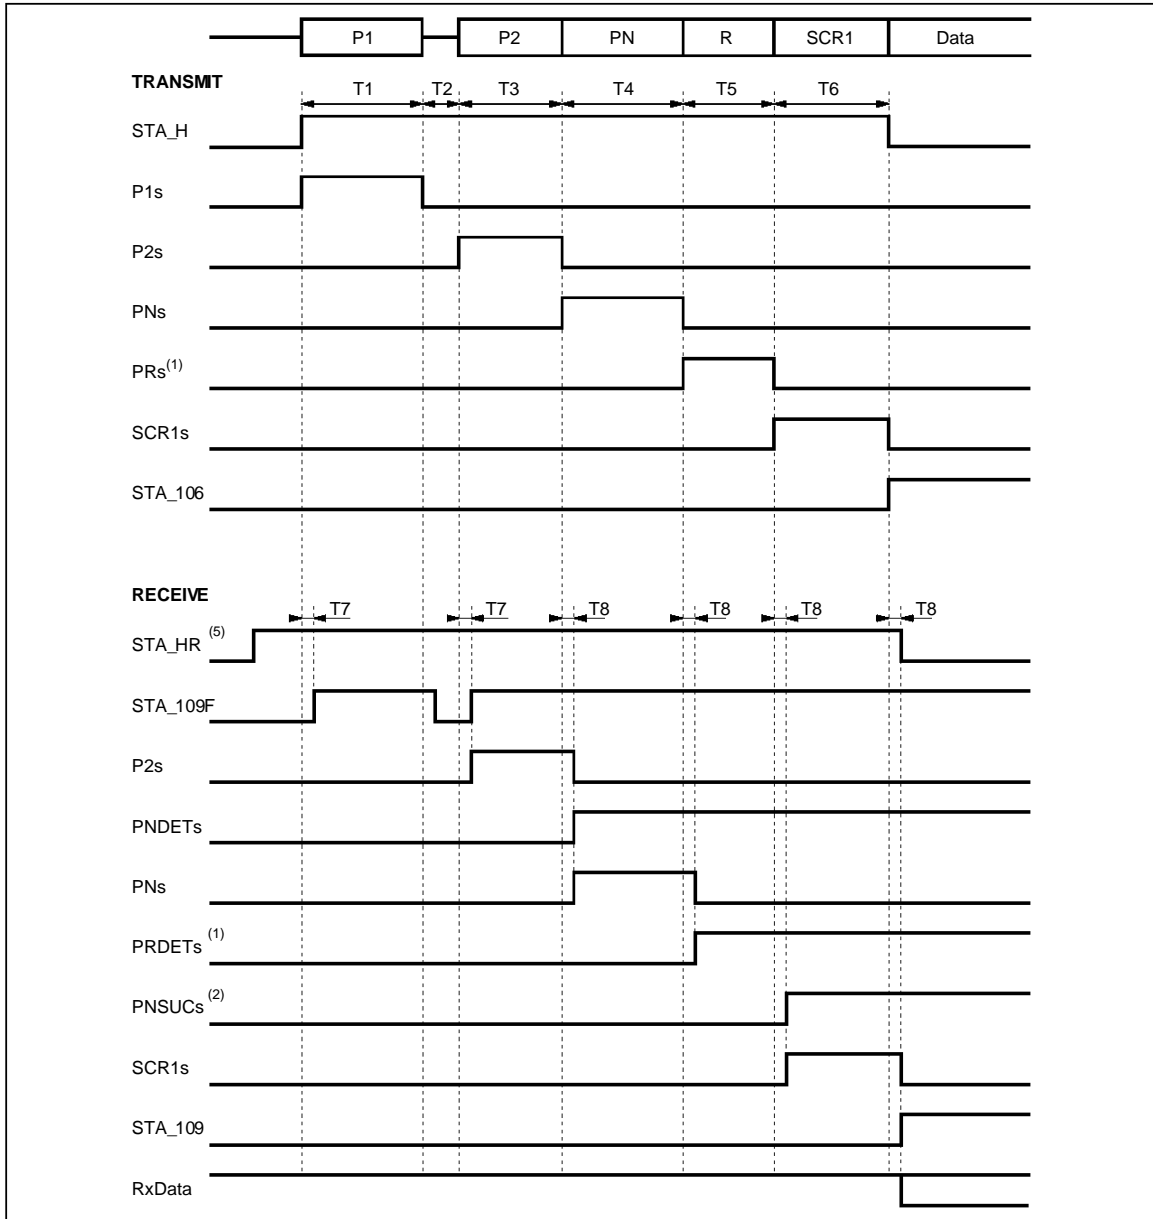 P1 P2 PN R SCR1 Data
TRANSMIT
T1 T2 T3 T4 T5 T6
STA_H
P1s
P2s
PNs
PRs(1)
SCR1s
STA_106
RECEIVE
T7 T7 T8 T8 T8 T8
STA_HR (5)
STA_109F
P2s
PNDETs
PNs
PRDETs (1)
PNSUCs (2)
SCR1s
STA_109
RxData